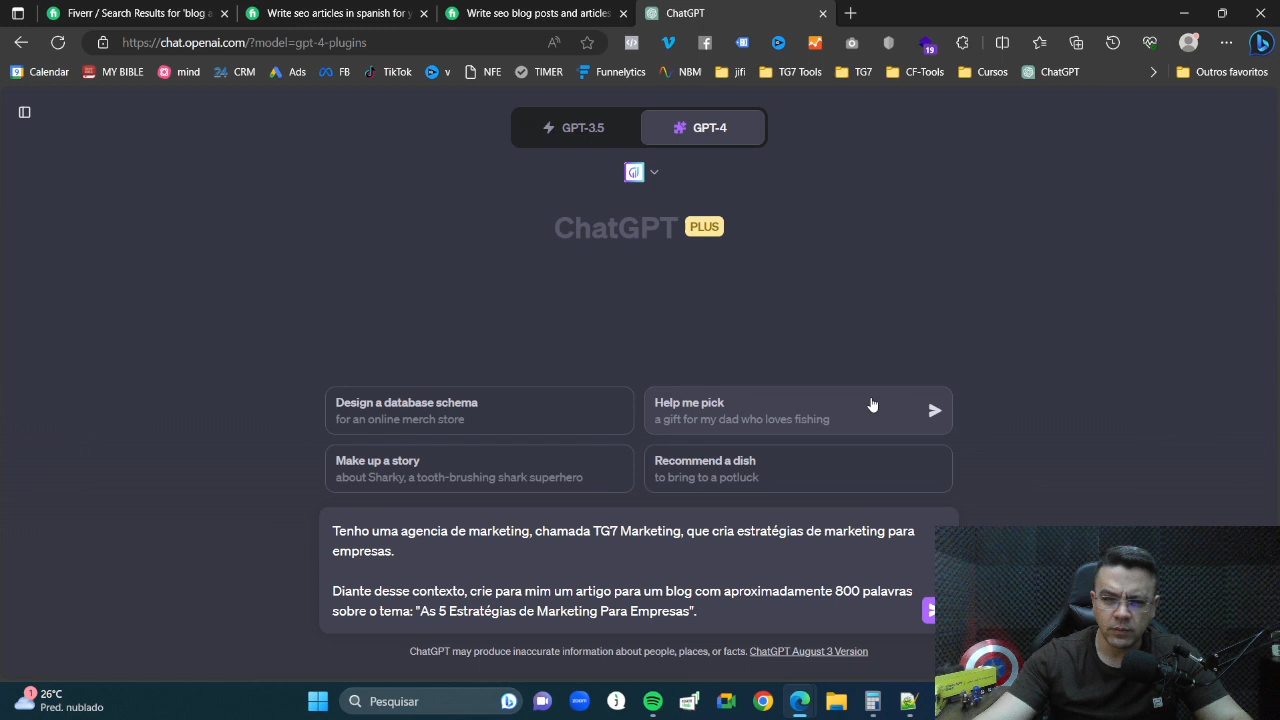 Fiverr / Search Results for 'blog a
Write seo articles in spanish for y
Write seo blog posts and articles
ChatGPT
https://chat.openai.com/?model=gpt-4-plugins
19
Calendar
MY BIBLE
mind
CRM
Ads
FB
TikTok
v
NFE
TIMER
Funnelytics
NBM
jifi
TG7 Tools
TG7
CF-Tools
Cursos
ChatGPT
Outros favoritos
GPT-3.5
GPT-4
ChatGPT PLUS
Design a database schema
for an online merch store
Help me pick
a gift for my dad who loves fishing
Make up a story
about Sharky, a tooth-brushing shark superhero
Recommend a dish
to bring to a potluck
Tenho uma agencia de marketing, chamada TG7 Marketing, que cria estratégias de marketing para
empresas.
Diante desse contexto, crie para mim um artigo para um blog com aproximadamente 800 palavras
sobre o tema: "As 5 Estratégias de Marketing Para Empresas".
ChatGPT may produce inaccurate information about people, places, or facts. ChatGPT August 3 Version
1
26°C
Pred. nublado
Pesquisar
zoom